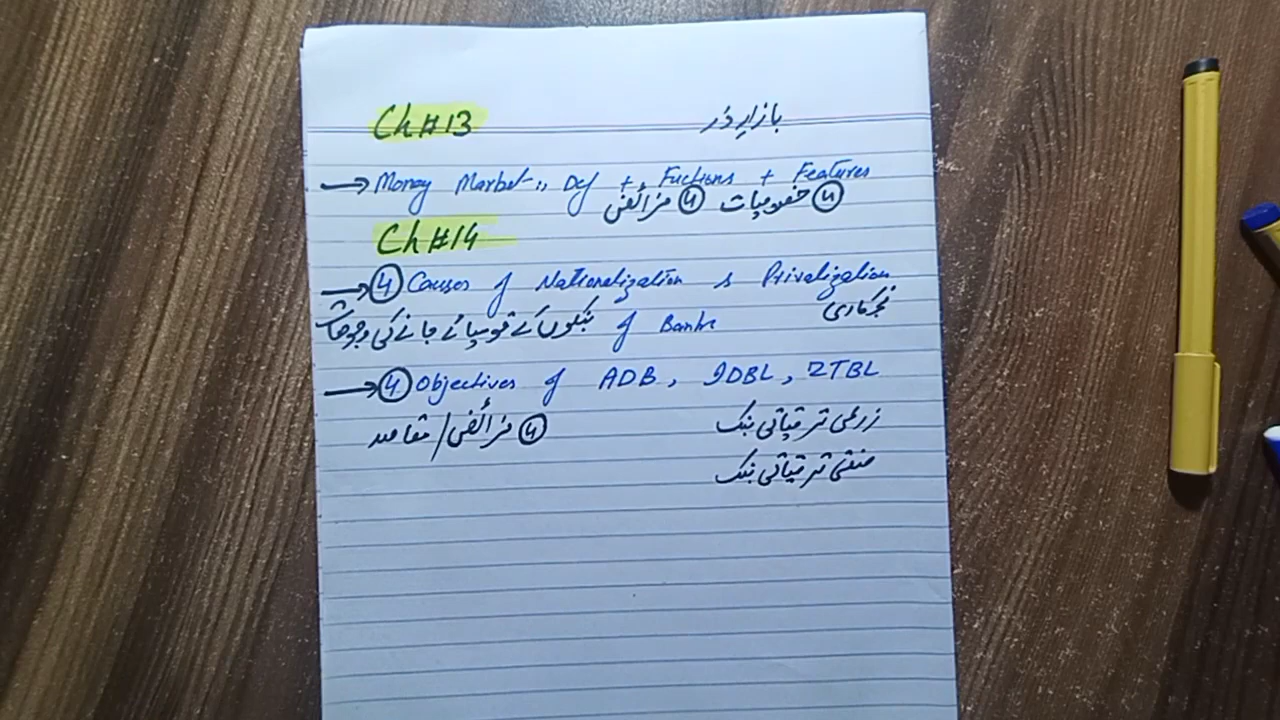 Ch # 13 بازارِ زر
→ Money Market:, Def + Fuctions + Features
④ فرائض ④ خصوصیات
Ch # 14
→ ④ Causes of Nationalization & Privalization
نجکاری
بنکوں کے قومیائے جانے کی وجوہات of Banks
→ ④ Objectives of ADB, IDBL, ZTBL
④ فرائض / مقاصد زرعی ترقیاتی بنک
صنعتی ترقیاتی بنک